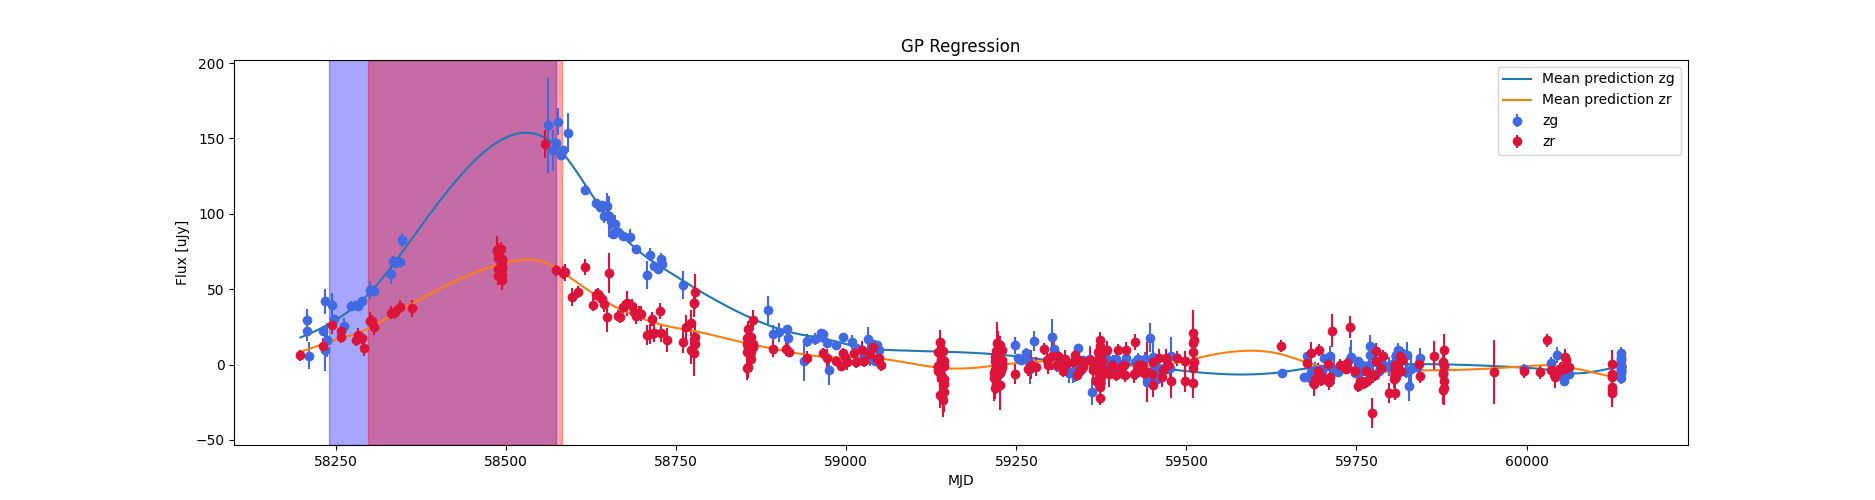 GP Regression
200
150
100
50
0
−50
Flux [uJy]
58250 58500 58750 59000 59250 59500 59750 60000
MJD
Mean prediction zg
Mean prediction zr
zg
zr